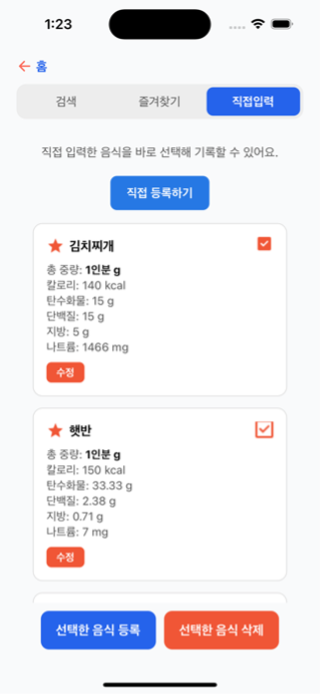 1:23
← 홈
검색 즐겨찾기 직접입력
직접 입력한 음식을 바로 선택해 기록할 수 있어요.
직접 등록하기
★ 김치찌개
총 중량: 1인분 g
칼로리: 140 kcal
탄수화물: 15 g
단백질: 15 g
지방: 5 g
나트륨: 1466 mg
수정
★ 햇반
총 중량: 1인분 g
칼로리: 150 kcal
탄수화물: 33.33 g
단백질: 2.38 g
지방: 0.71 g
나트륨: 7 mg
수정
선택한 음식 등록 선택한 음식 삭제